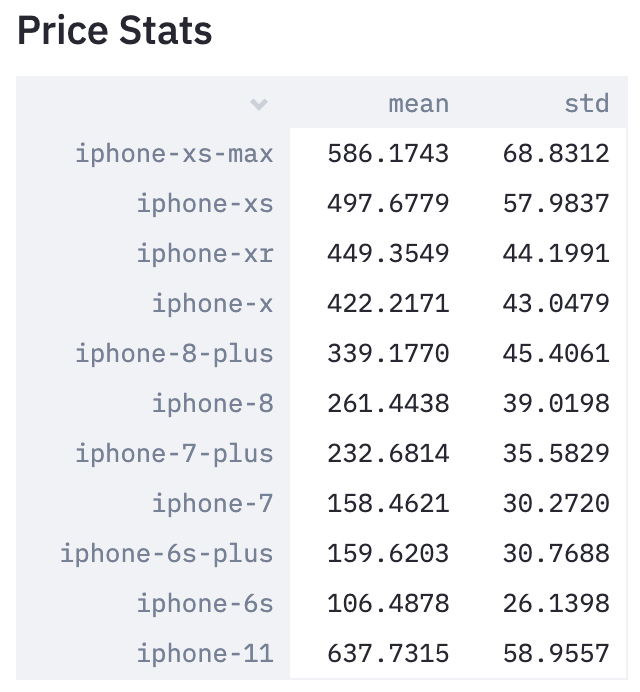 Price Stats
mean std
iphone-xs-max 586.1743 68.8312
iphone-xs 497.6779 57.9837
iphone-xr 449.3549 44.1991
iphone-x 422.2171 43.0479
iphone-8-plus 339.1770 45.4061
iphone-8 261.4438 39.0198
iphone-7-plus 232.6814 35.5829
iphone-7 158.4621 30.2720
iphone-6s-plus 159.6203 30.7688
iphone-6s 106.4878 26.1398
iphone-11 637.7315 58.9557